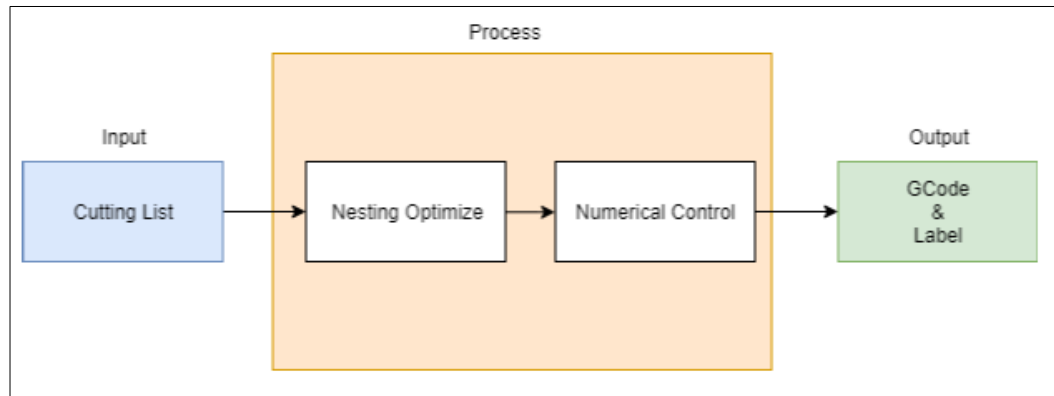 Process
Input
Output
Cutting List
Nesting Optimize
Numerical Control
GCode
&
Label